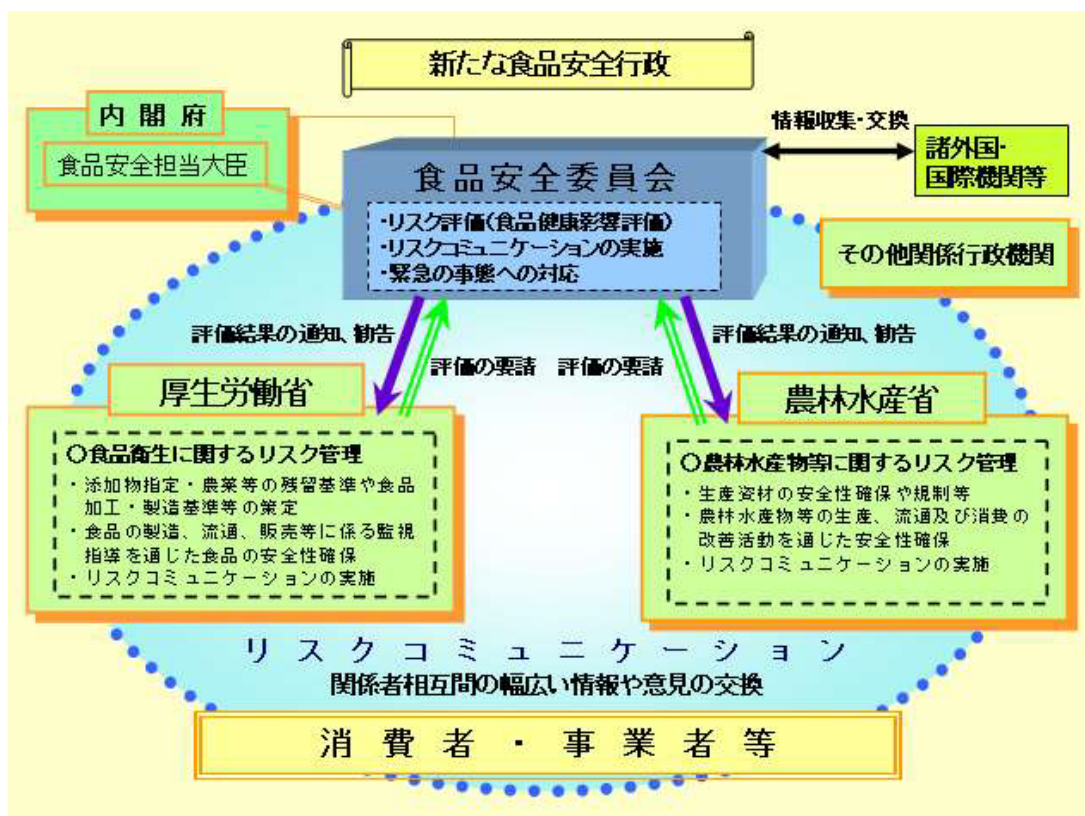 新たな食品安全行政
内閣府
食品安全担当大臣
情報収集・交換
諸外国・
国際機関等
食品安全委員会
・リスク評価(食品健康影響評価)
・リスクコミュニケーションの実施
・緊急の事態への対応
その他関係行政機関
評価結果の通知、勧告
評価の要請
評価の要請
評価結果の通知、勧告
厚生労働省
〇食品衛生に関するリスク管理
・添加物指定・農薬等の残留基準や食品
加工・製造基準等の策定
・食品の製造、流通、販売等に係る監視
指導を通じた食品の安全性確保
・リスクコミュニケーションの実施
農林水産省
〇農林水産物等に関するリスク管理
・生産資材の安全性確保や規制等
・農林水産物等の生産、流通及び消費の
改善活動を通じた安全性確保
・リスクコミュニケーションの実施
リスクコミュニケーション
関係者相互間の幅広い情報や意見の交換
消費者・事業者等